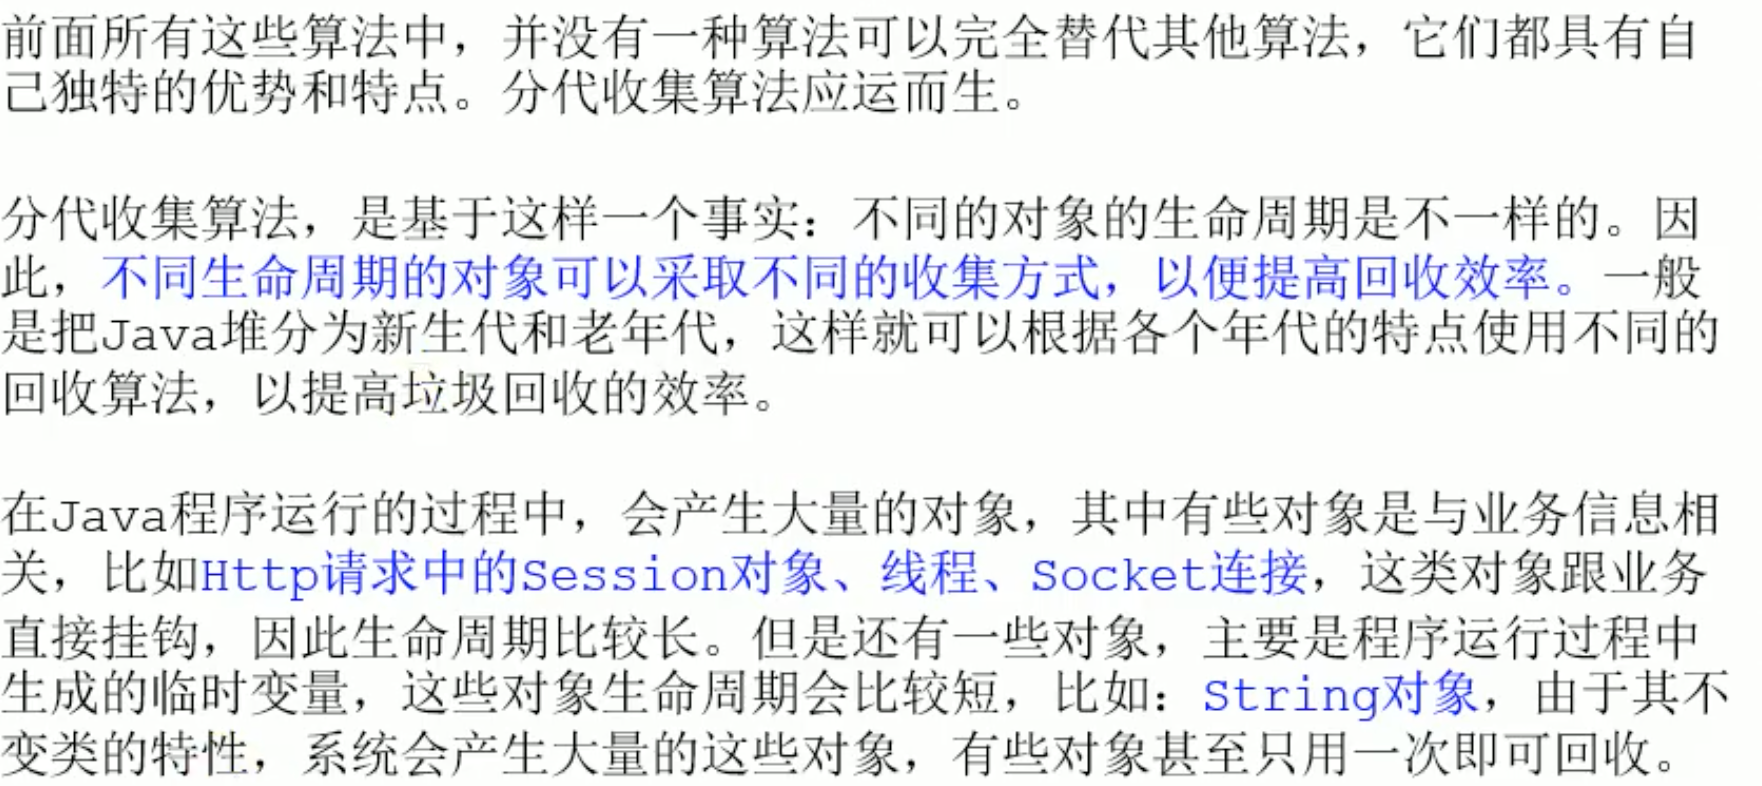 前面所有这些算法中，并没有一种算法可以完全替代其他算法，它们都具有自
己独特的优势和特点。分代收集算法应运而生。
分代收集算法，是基于这样一个事实：不同的对象的生命周期是不一样的。因
此，不同生命周期的对象可以采取不同的收集方式，以便提高回收效率。一般
是把Java堆分为新生代和老年代，这样就可以根据各个年代的特点使用不同的
回收算法，以提高垃圾回收的效率。
在Java程序运行的过程中，会产生大量的对象，其中有些对象是与业务信息相
关，比如Http请求中的Session对象、线程、Socket连接，这类对象跟业务
直接挂钩，因此生命周期比较长。但是还有一些对象，主要是程序运行过程中
生成的临时变量，这些对象生命周期会比较短，比如：String对象，由于其不
变类的特性，系统会产生大量的这些对象，有些对象甚至只用一次即可回收。